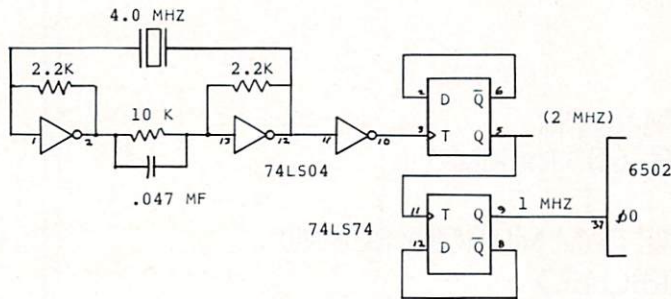 4.0 MHZ
2.2K
2.2K
2
D
Q̅
6
10 K
(2 MHZ)
1
2
13
12
11
10
3
T
Q
5
6502
74LS04
.047 MF
11
T
Q
9
1 MHZ
74LS74
37
ø0
12
D
Q̅
8